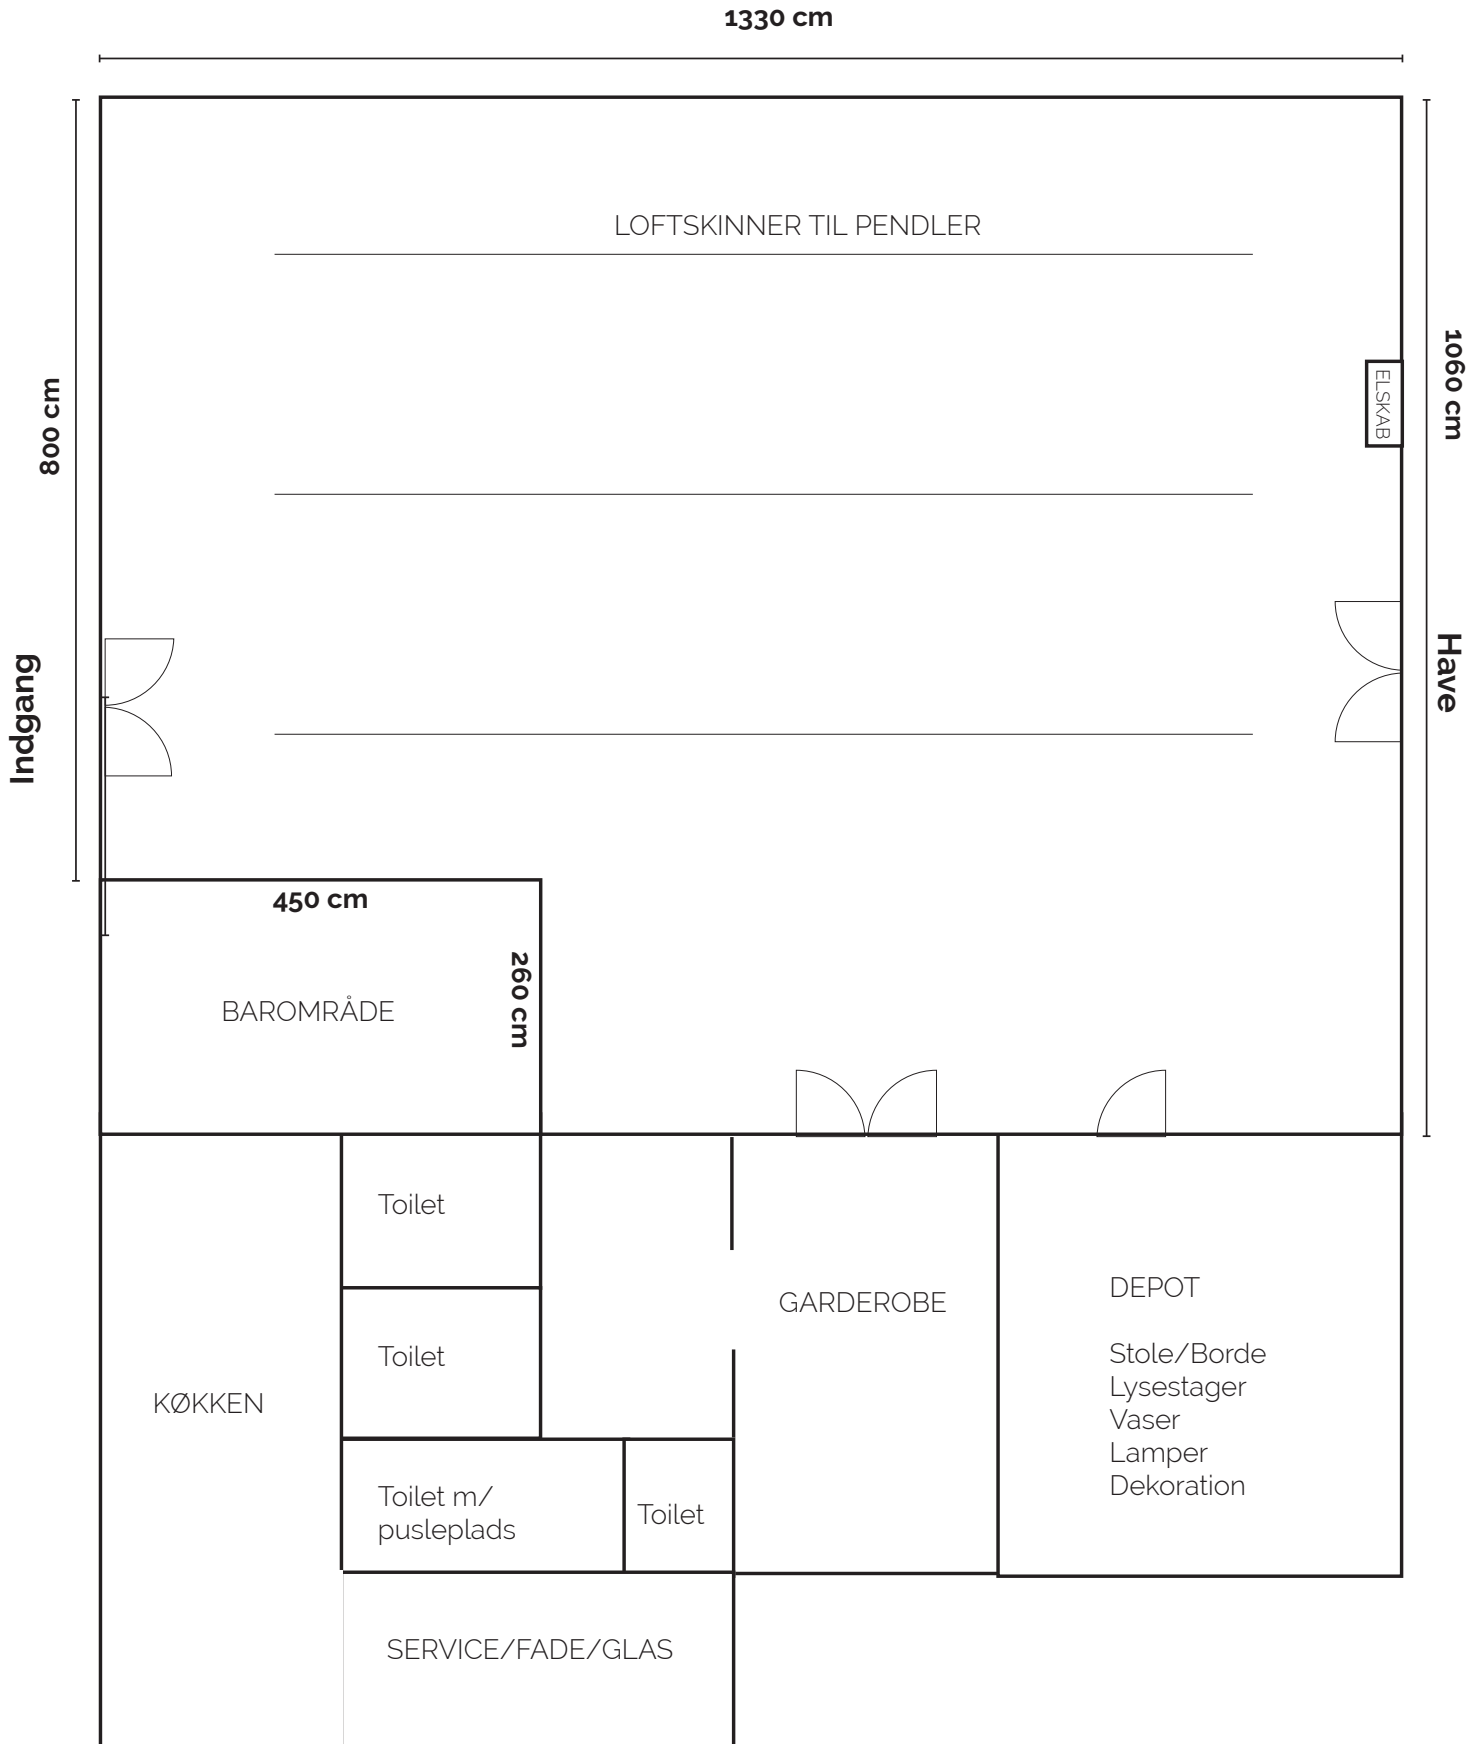 1330 cm
LOFTSKINNER TIL PENDLER
800 cm
1060 cm
ELSKAB
Indgang
Have
450 cm
260 cm
BAROMRÅDE
Toilet
GARDEROBE
DEPOT
Toilet
Stole/Borde
Lysestager
Vaser
Lamper
Dekoration
KØKKEN
Toilet m/
pusleplads
Toilet
SERVICE/FADE/GLAS